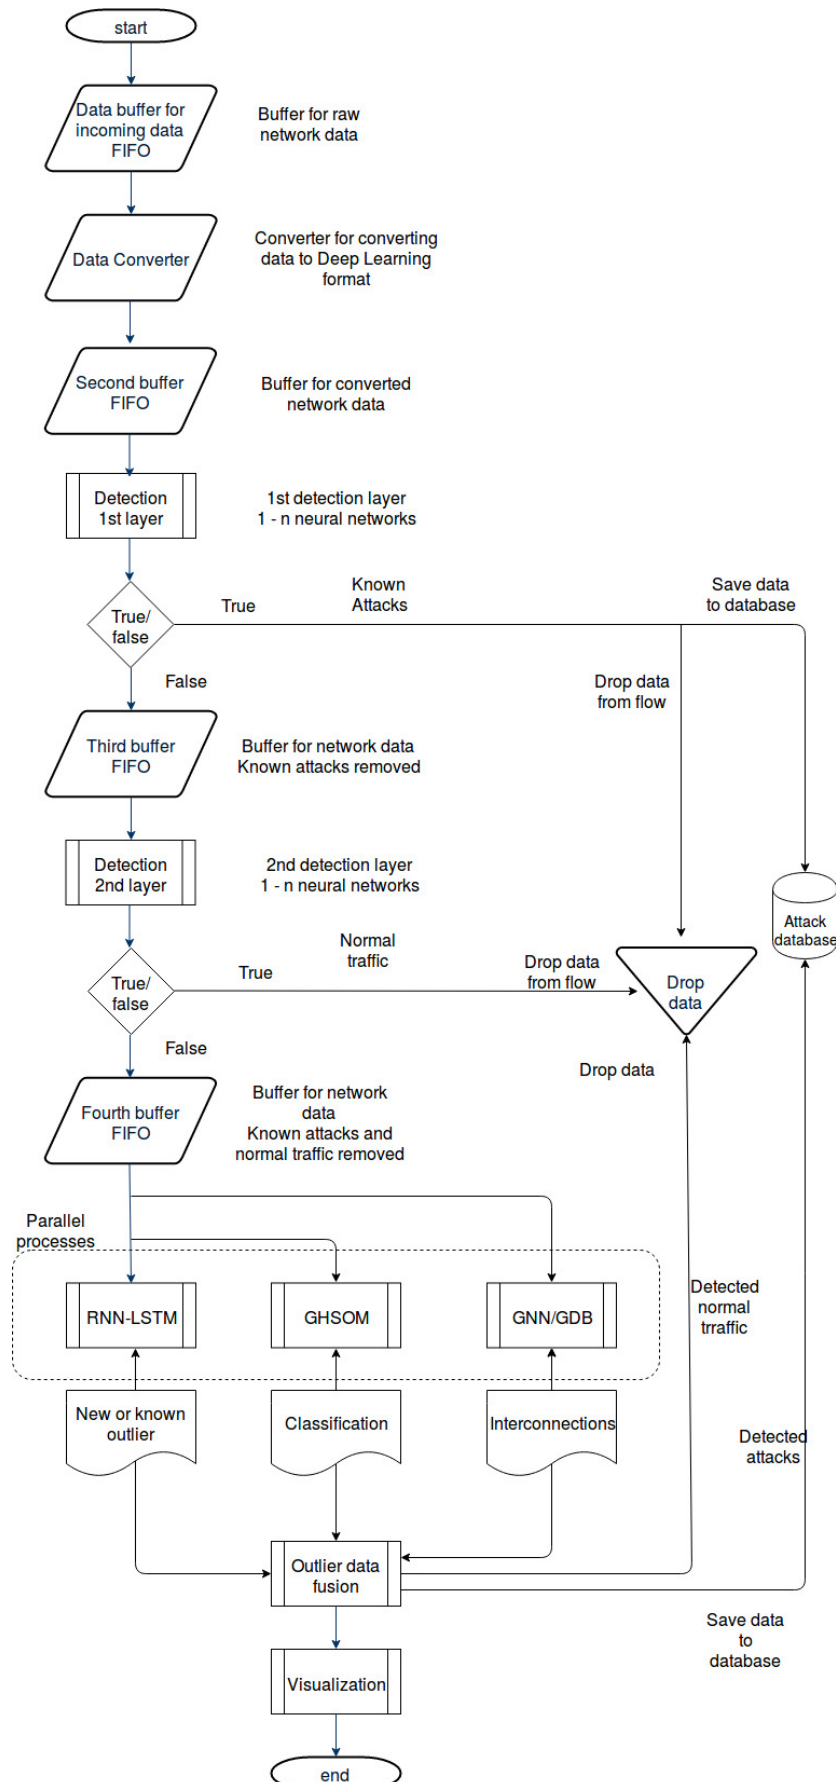 start
Data buffer for
incoming data
FIFO
Buffer for raw
network data
Data Converter
Converter for converting
data to Deep Learning
format
Second buffer
FIFO
Buffer for converted
network data
Detection
1st layer
1st detection layer
1 - n neural networks
True/
false
True
Known
Attacks
Save data
to database
False
Drop data
from flow
Third buffer
FIFO
Buffer for network data
Known attacks removed
Detection
2nd layer
2nd detection layer
1 - n neural networks
Attack
database
True/
false
True
Normal
traffic
Drop data
from flow
Drop
data
False
Drop data
Fourth buffer
FIFO
Buffer for network
data
Known attacks and
normal traffic removed
Parallel
processes
RNN-LSTM
GHSOM
GNN/GDB
Detected
normal
trraffic
New or known
outlier
Classification
Interconnections
Detected
attacks
Outlier data
fusion
Save data
to
database
Visualization
end